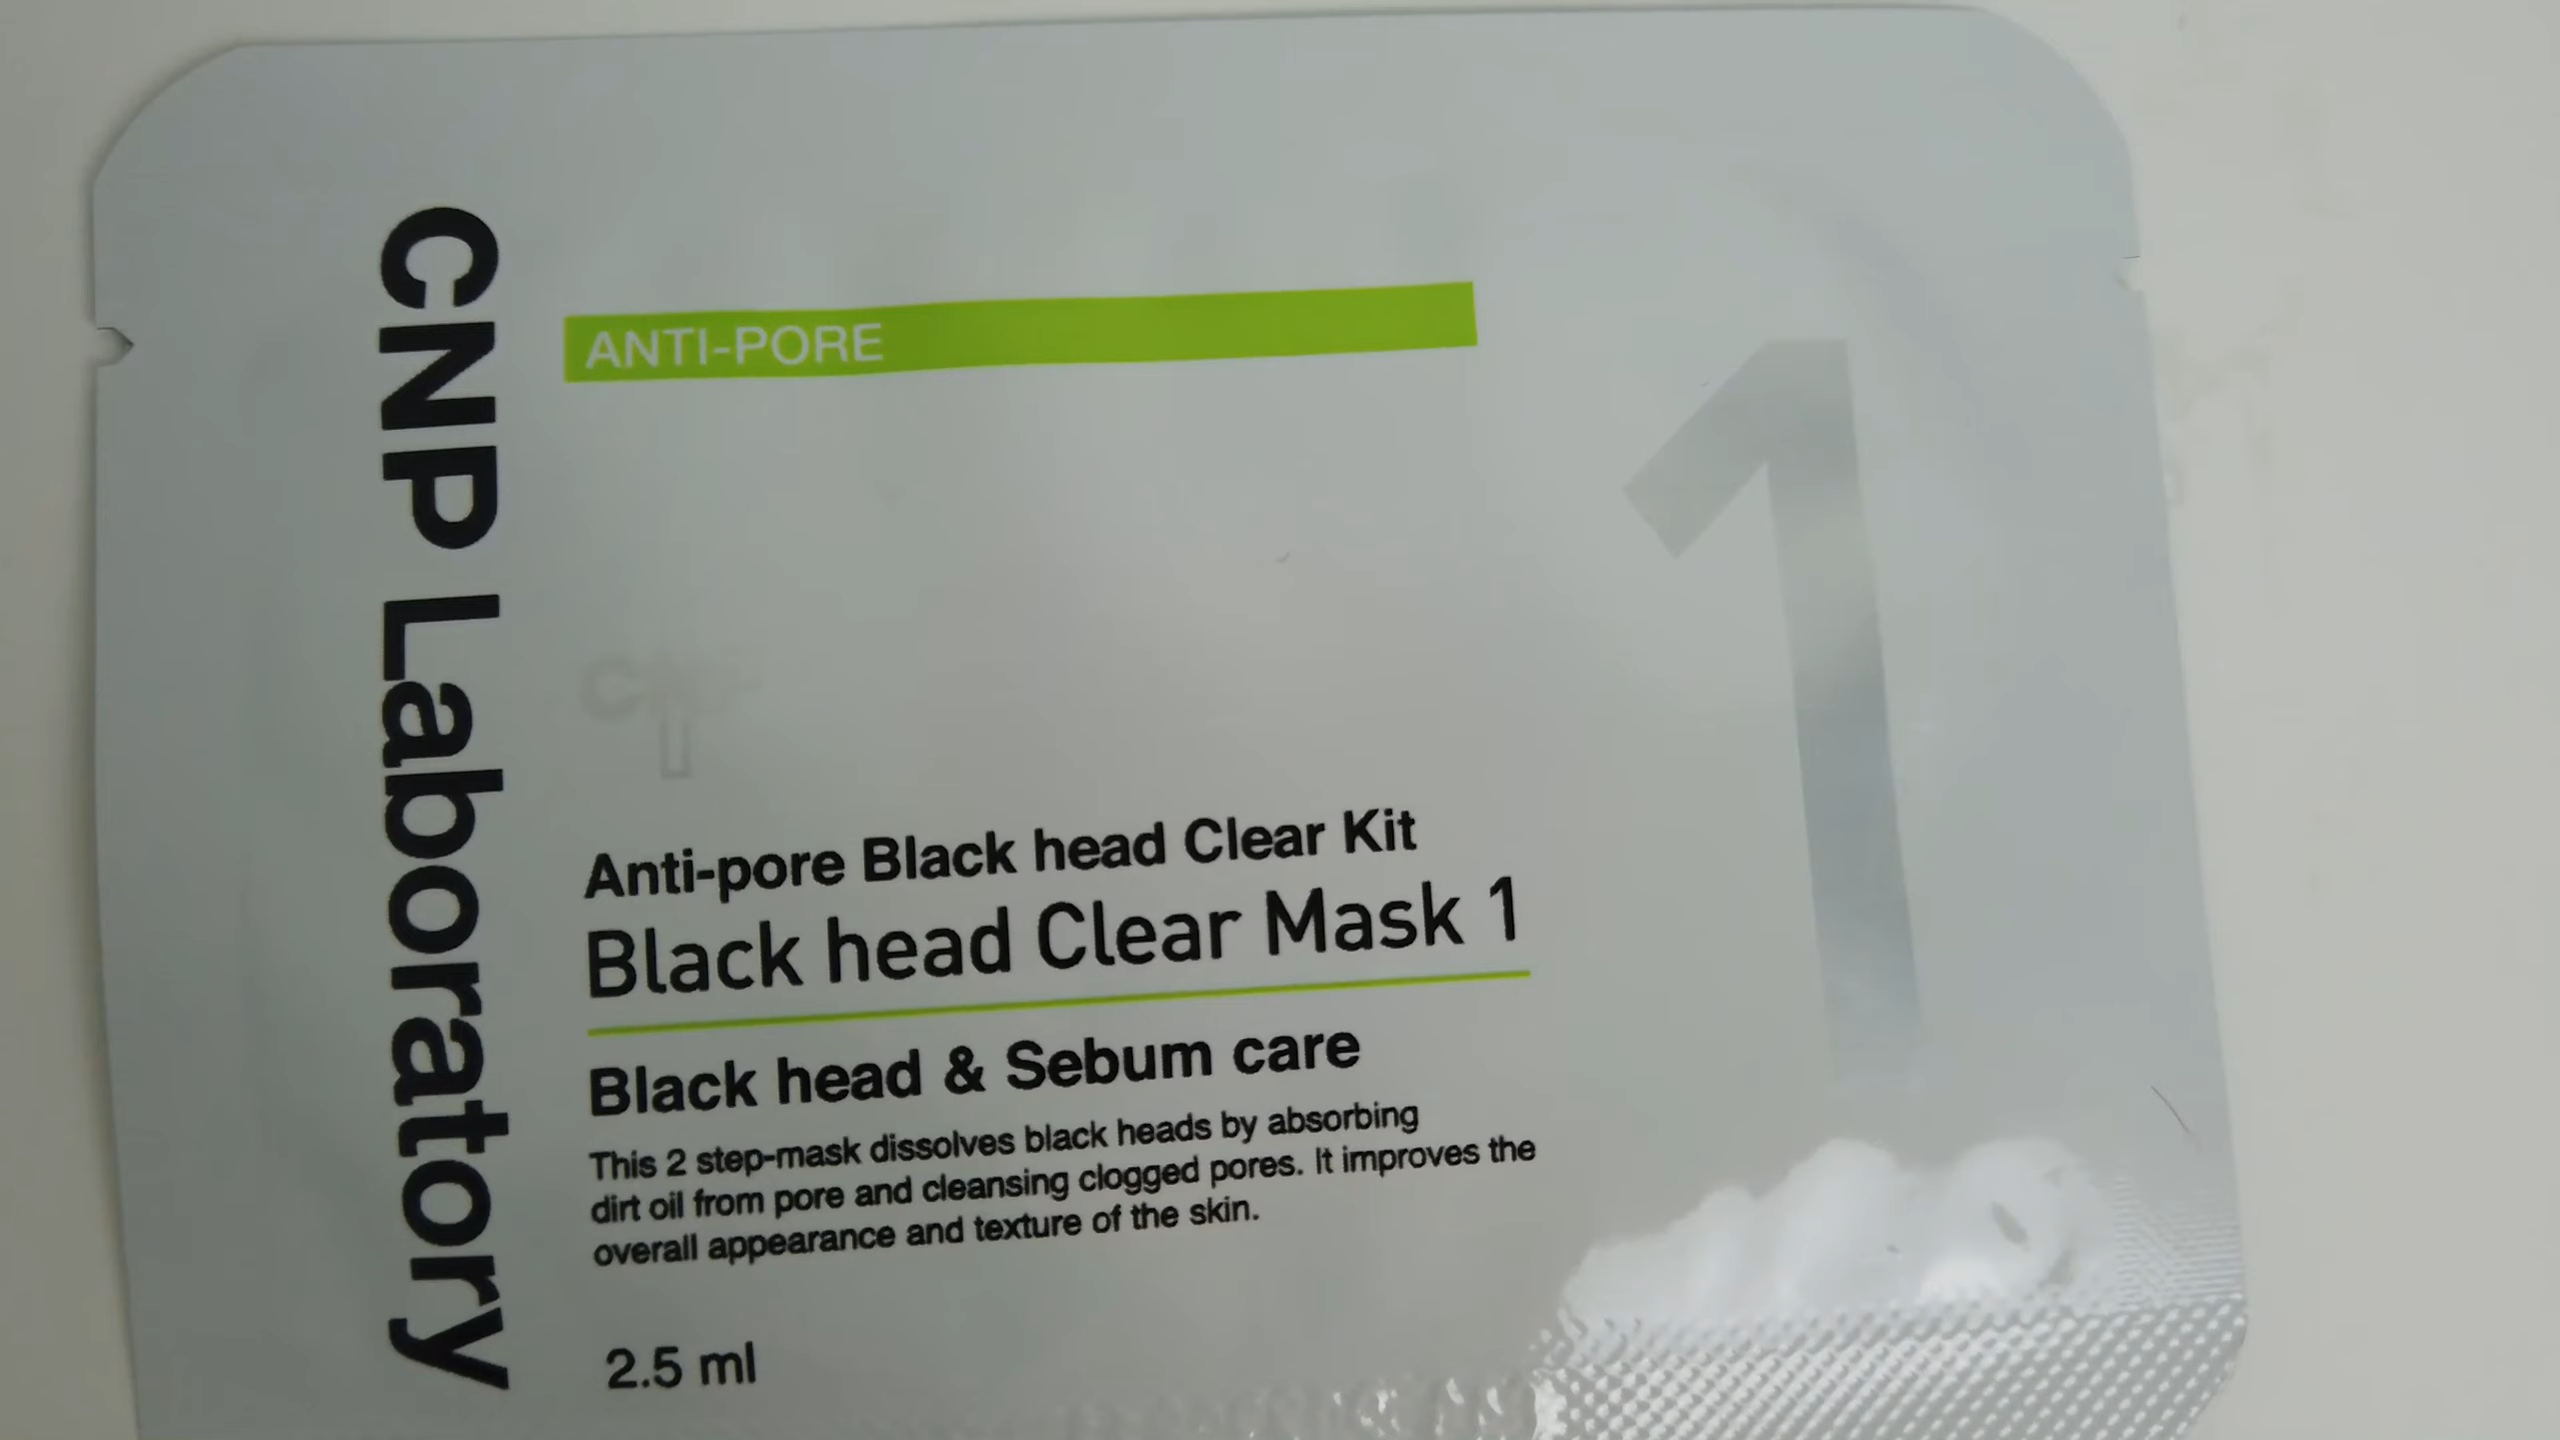 CNP Laboratory
ANTI-PORE
1
Anti-pore Black head Clear Kit
Black head Clear Mask 1
Black head & Sebum care
This 2 step-mask dissolves black heads by absorbing
dirt oil from pore and cleansing clogged pores. It improves the
overall appearance and texture of the skin.
2.5 ml